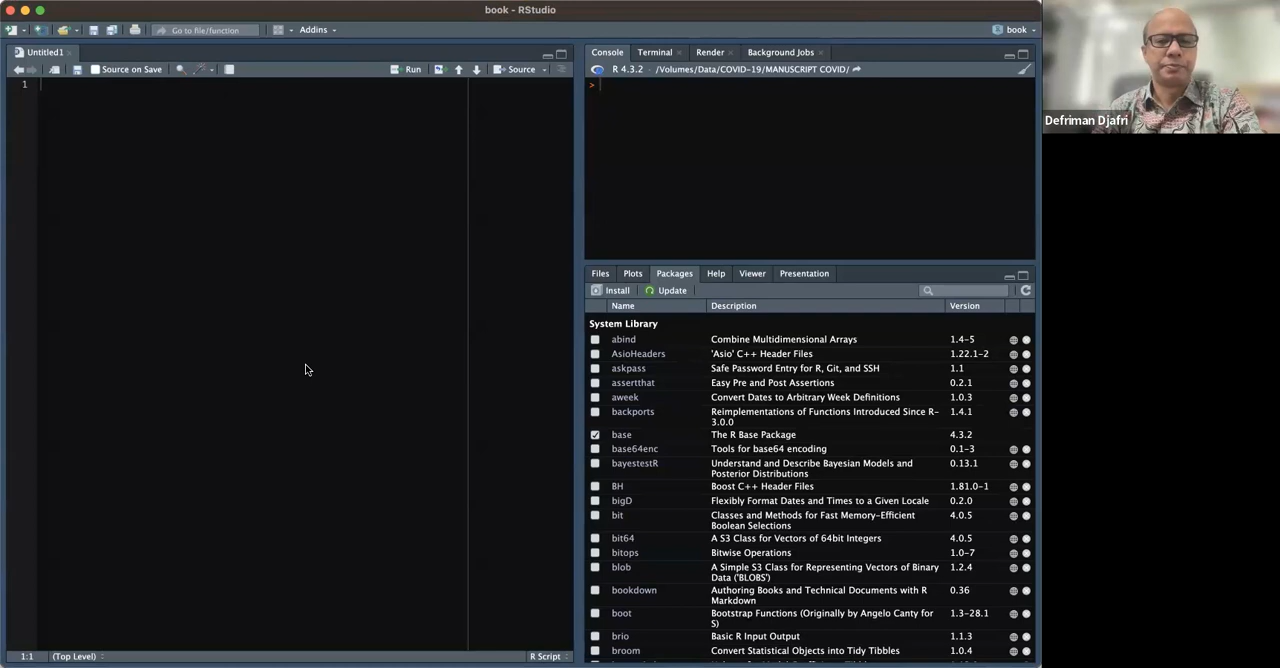 book - RStudio
Go to file/function
Addins
book
Untitled1
Source on Save
Run
Source
1
1:1
(Top Level)
R Script
Console
Terminal
Render
Background Jobs
R 4.3.2 · /Volumes/Data/COVID-19/MANUSCRIPT COVID/
>
Files
Plots
Packages
Help
Viewer
Presentation
Install
Update
Name Description Version
System Library
abind Combine Multidimensional Arrays 1.4-5
AsioHeaders 'Asio' C++ Header Files 1.22.1-2
askpass Safe Password Entry for R, Git, and SSH 1.1
assertthat Easy Pre and Post Assertions 0.2.1
aweek Convert Dates to Arbitrary Week Definitions 1.0.3
backports Reimplementations of Functions Introduced Since R- 1.4.1
3.0.0
base The R Base Package 4.3.2
base64enc Tools for base64 encoding 0.1-3
bayestestR Understand and Describe Bayesian Models and 0.13.1
Posterior Distributions
BH Boost C++ Header Files 1.81.0-1
bigD Flexibly Format Dates and Times to a Given Locale 0.2.0
bit Classes and Methods for Fast Memory-Efficient 4.0.5
Boolean Selections
bit64 A S3 Class for Vectors of 64bit Integers 4.0.5
bitops Bitwise Operations 1.0-7
blob A Simple S3 Class for Representing Vectors of Binary 1.2.4
Data ('BLOBS')
bookdown Authoring Books and Technical Documents with R 0.36
Markdown
boot Bootstrap Functions (Originally by Angelo Canty for 1.3-28.1
S)
brio Basic R Input Output 1.1.3
broom Convert Statistical Objects into Tidy Tibbles 1.0.4
Defriman Djafri